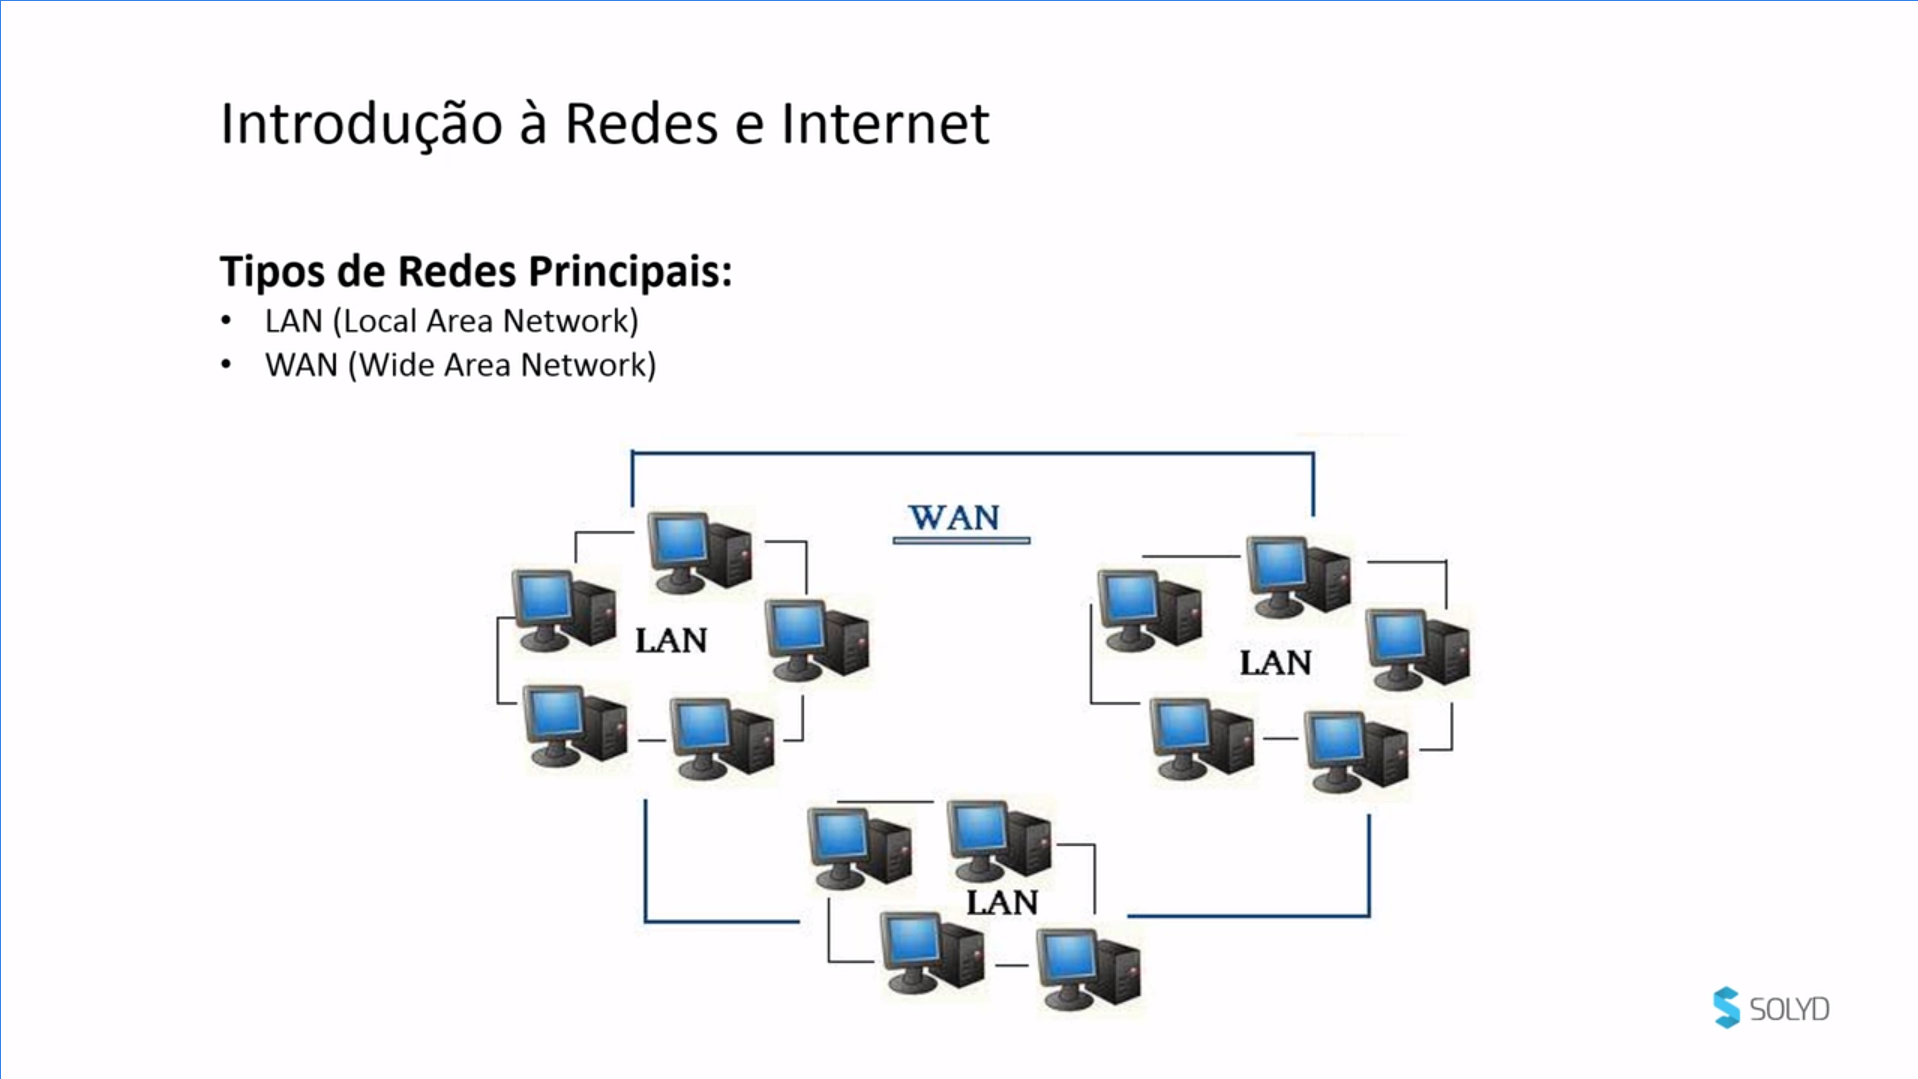 Introdução à Redes e Internet
Tipos de Redes Principais:
• LAN (Local Area Network)
• WAN (Wide Area Network)
WAN
LAN
LAN
LAN
SOLYD